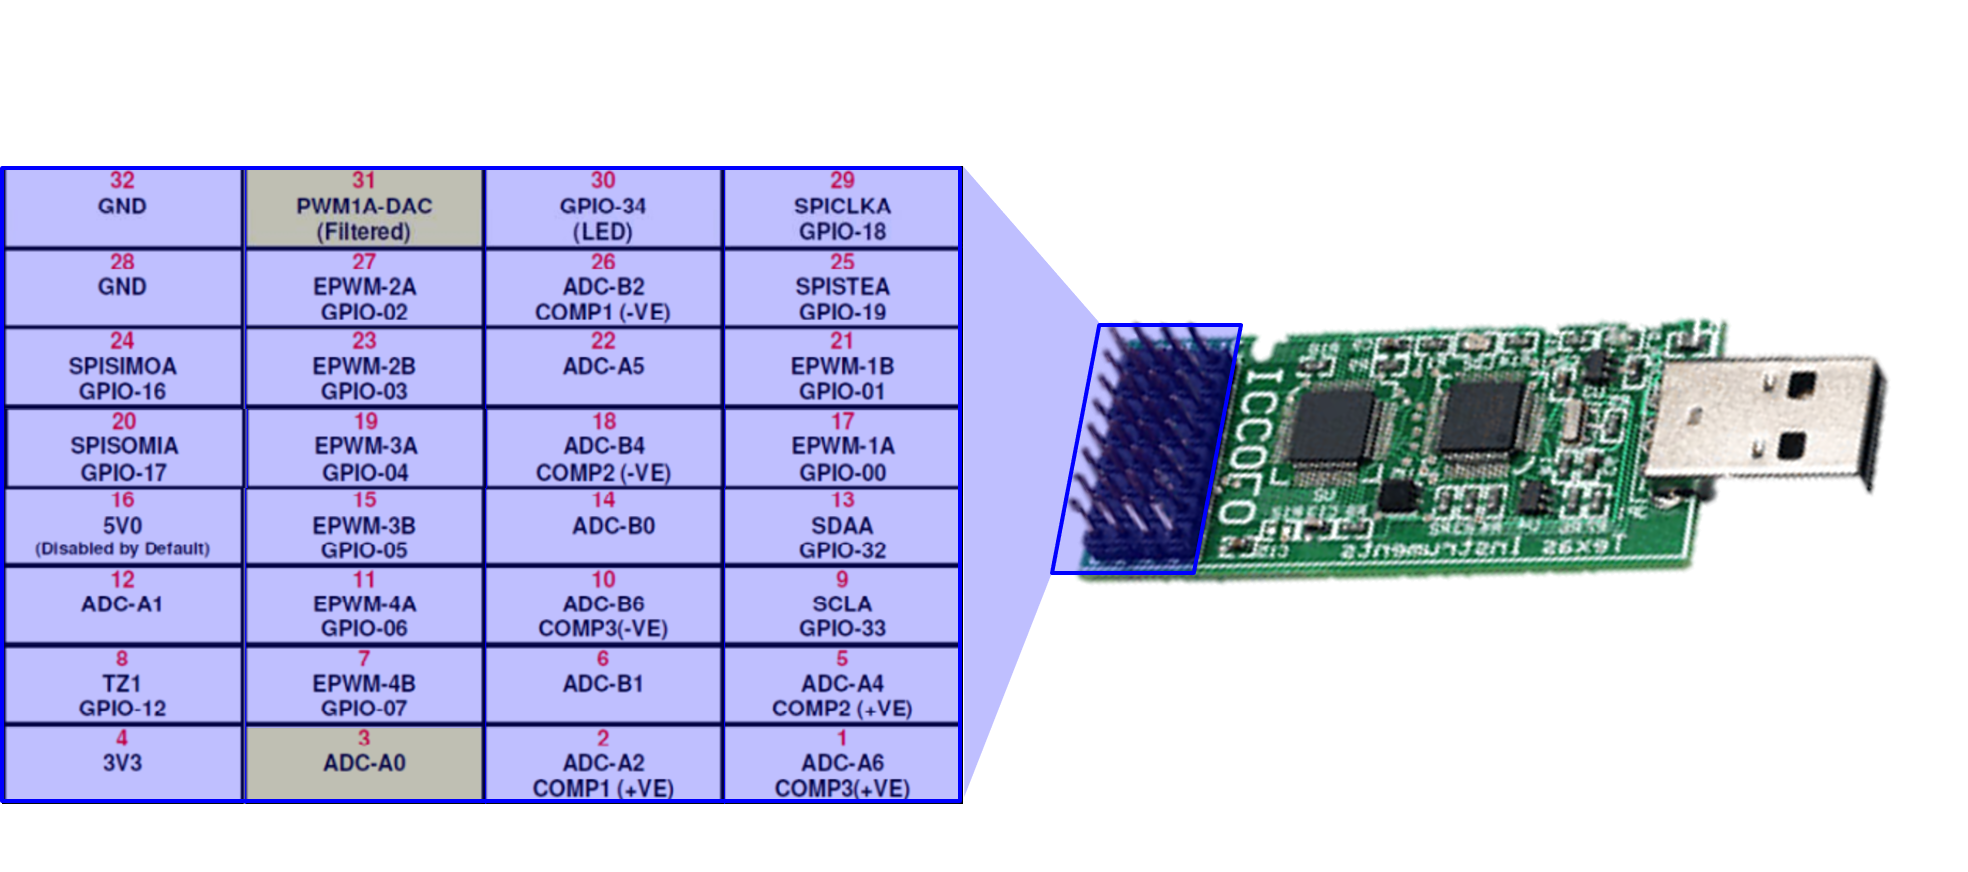 32
GND
31
PWM1A-DAC
(Filtered)
30
GPIO-34
(LED)
29
SPICLKA
GPIO-18
28
GND
27
EPWM-2A
GPIO-02
26
ADC-B2
COMP1 (-VE)
25
SPISTEA
GPIO-19
24
SPISIMOA
GPIO-16
23
EPWM-2B
GPIO-03
22
ADC-A5
21
EPWM-1B
GPIO-01
20
SPISOMIA
GPIO-17
19
EPWM-3A
GPIO-04
18
ADC-B4
COMP2 (-VE)
17
EPWM-1A
GPIO-00
16
5V0
(Disabled by Default)
15
EPWM-3B
GPIO-05
14
ADC-B0
13
SDAA
GPIO-32
12
ADC-A1
11
EPWM-4A
GPIO-06
10
ADC-B6
COMP3(-VE)
9
SCLA
GPIO-33
8
TZ1
GPIO-12
7
EPWM-4B
GPIO-07
6
ADC-B1
5
ADC-A4
COMP2 (+VE)
4
3V3
3
ADC-A0
2
ADC-A2
COMP1 (+VE)
1
ADC-A6
COMP3(+VE)
Texas Instruments